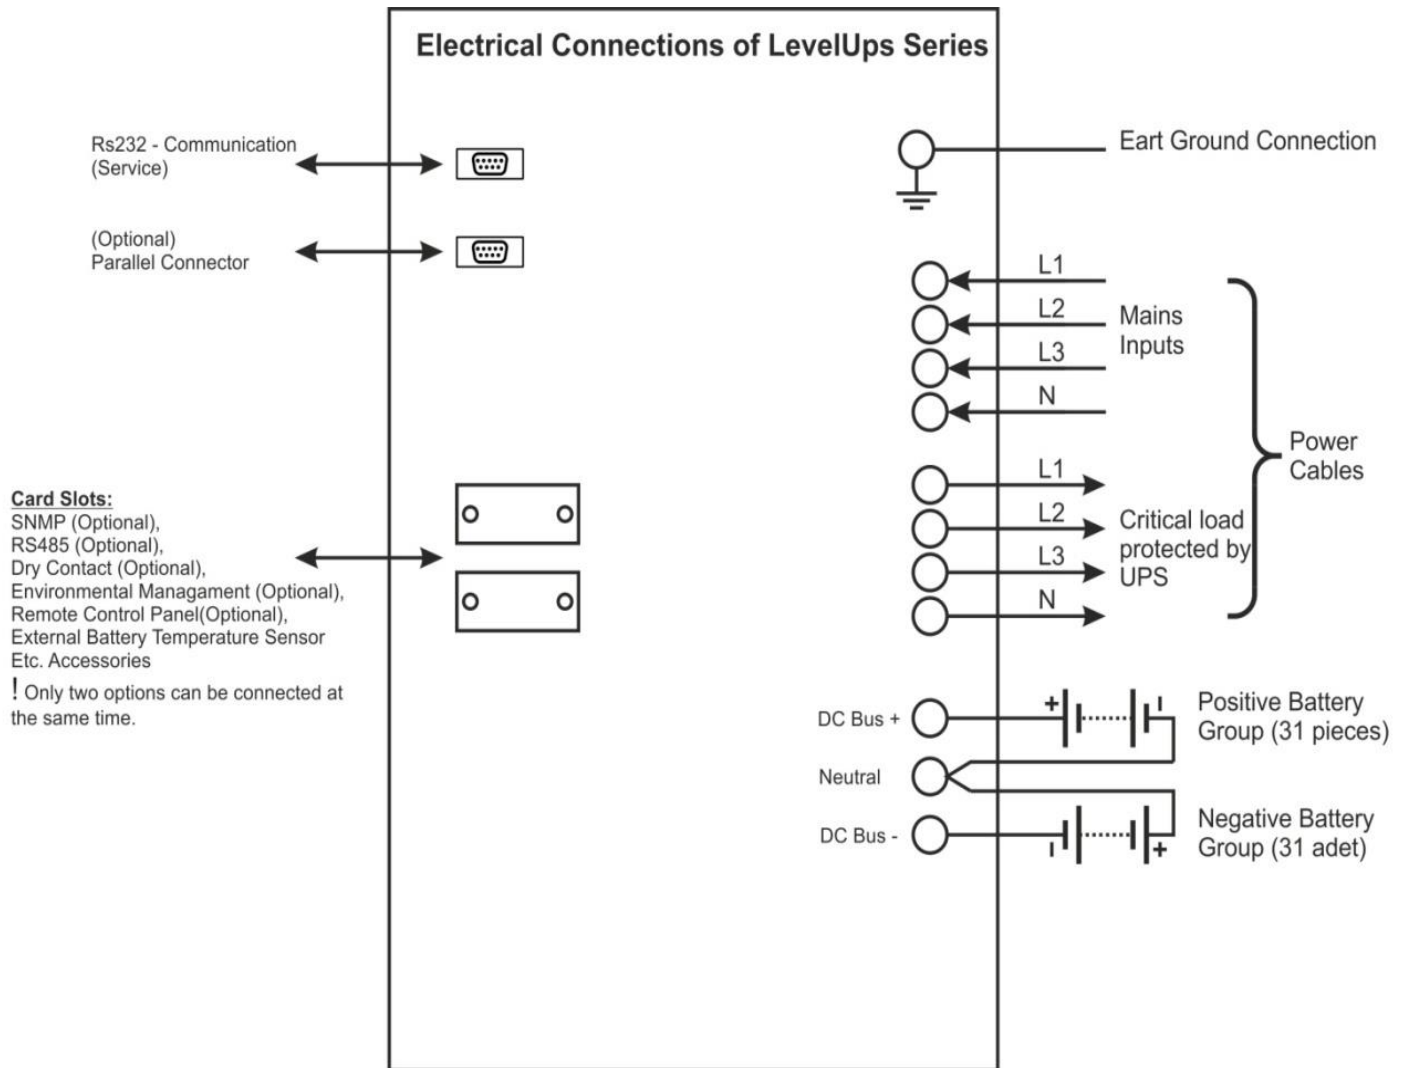 Electrical Connections of LevelUps Series
Rs232 - Communication
(Service)
(Optional)
Parallel Connector
Card Slots:
SNMP (Optional),
RS485 (Optional),
Dry Contact (Optional),
Environmental Managament (Optional),
Remote Control Panel(Optional),
External Battery Temperature Sensor
Etc. Accessories
! Only two options can be connected at
the same time.
Eart Ground Connection
L1
L2
L3
N
Mains
Inputs
L1
L2
L3
N
Critical load
protected by
UPS
Power
Cables
DC Bus +
Neutral
DC Bus -
+
-
Positive Battery
Group (31 pieces)
-
+
Negative Battery
Group (31 adet)